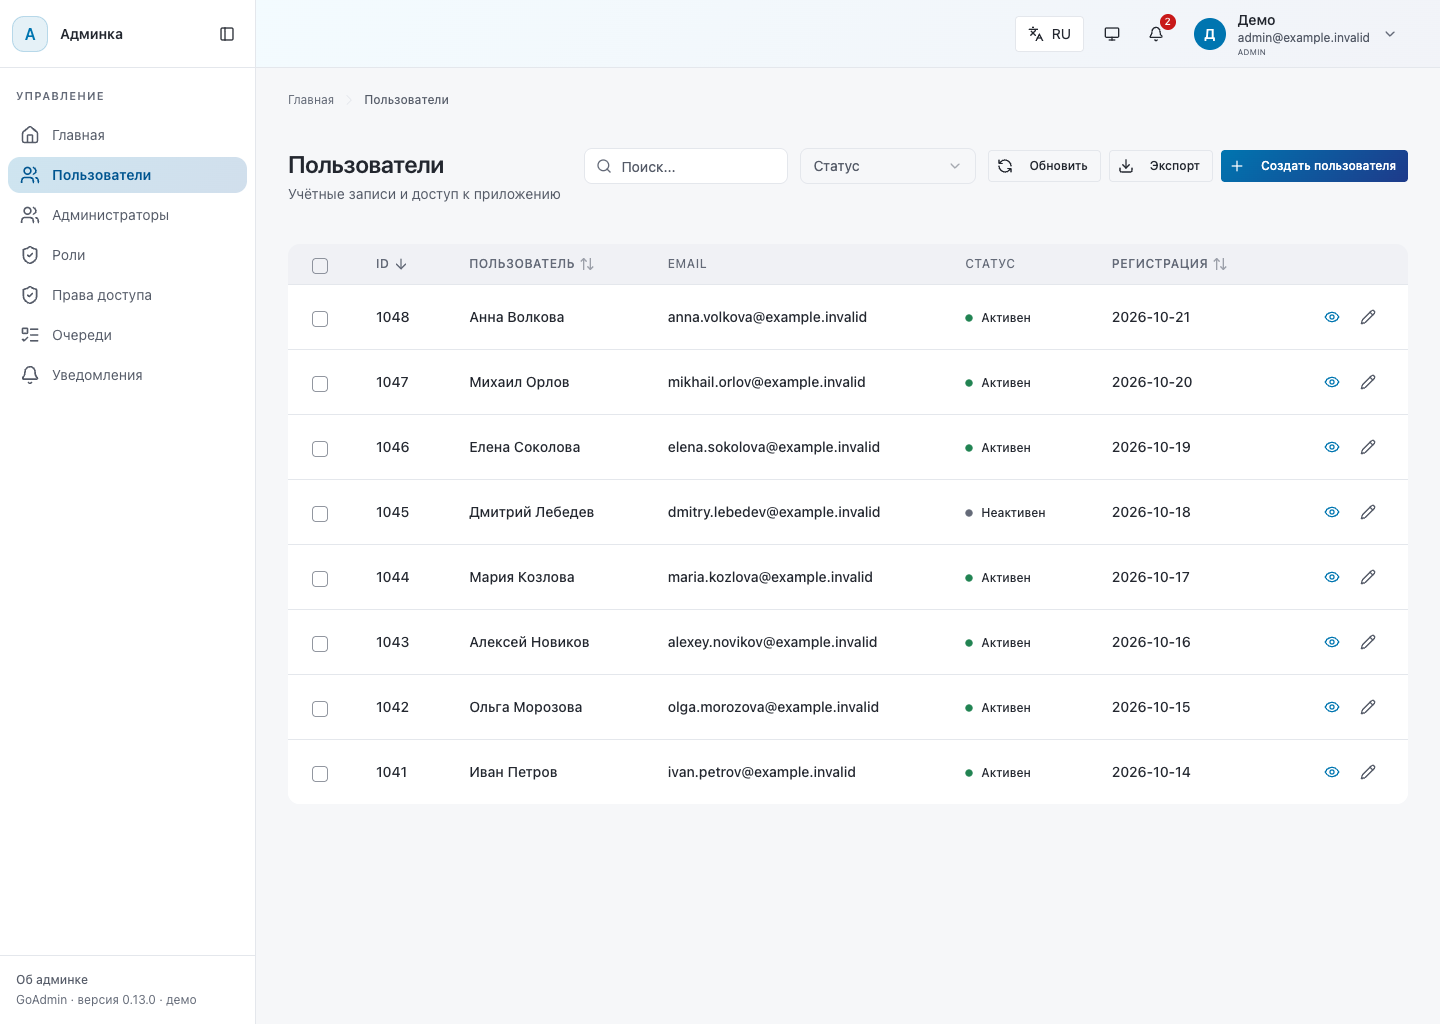 A
Админка
RU
2
Д
Демо
admin@example.invalid
ADMIN
УПРАВЛЕНИЕ
Главная
Пользователи
Администраторы
Роли
Права доступа
Очереди
Уведомления
Об админке
GoAdmin · версия 0.13.0 · демо
Главная
Пользователи
Пользователи
Учётные записи и доступ к приложению
Поиск...
Статус
Обновить
Экспорт
Создать пользователя
ID ПОЛЬЗОВАТЕЛЬ EMAIL СТАТУС РЕГИСТРАЦИЯ
1048 Анна Волкова anna.volkova@example.invalid Активен 2026-10-21
1047 Михаил Орлов mikhail.orlov@example.invalid Активен 2026-10-20
1046 Елена Соколова elena.sokolova@example.invalid Активен 2026-10-19
1045 Дмитрий Лебедев dmitry.lebedev@example.invalid Неактивен 2026-10-18
1044 Мария Козлова maria.kozlova@example.invalid Активен 2026-10-17
1043 Алексей Новиков alexey.novikov@example.invalid Активен 2026-10-16
1042 Ольга Морозова olga.morozova@example.invalid Активен 2026-10-15
1041 Иван Петров ivan.petrov@example.invalid Активен 2026-10-14